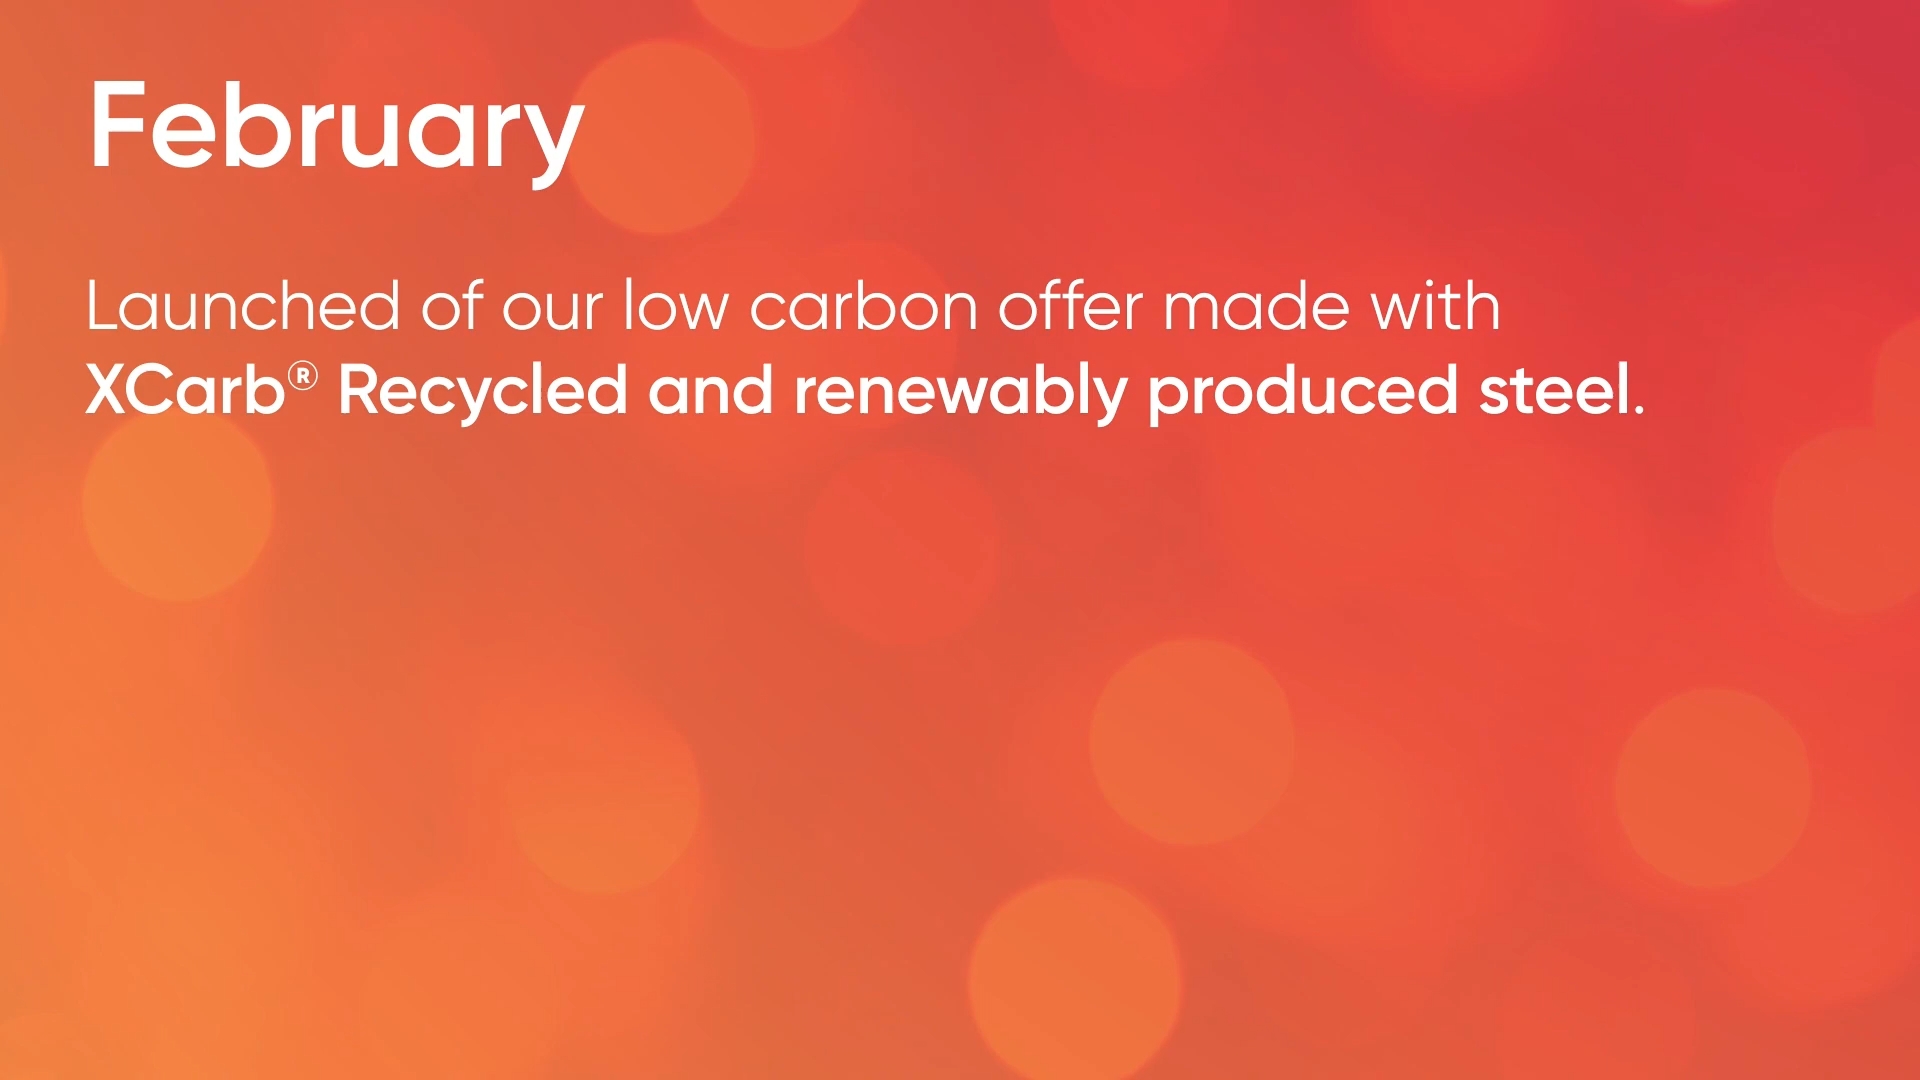 February
Launched of our low carbon offer made with
XCarb® Recycled and renewably produced steel.